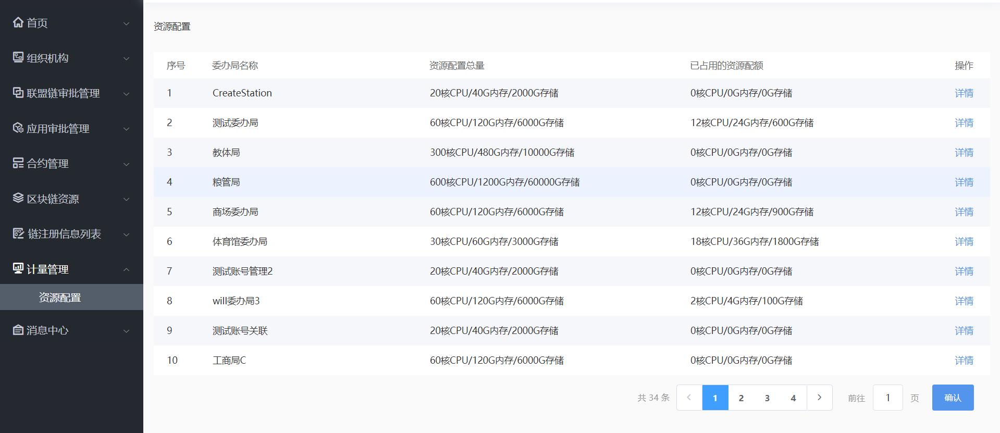 首页
组织机构
联盟链审批管理
应用审批管理
合约管理
区块链资源
链注册信息列表
计量管理
资源配置
消息中心
资源配置
序号 委办局名称 资源配置总量 已占用的资源配额 操作
1 CreateStation 20核CPU/40G内存/2000G存储 0核CPU/0G内存/0G存储 详情
2 测试委办局 60核CPU/120G内存/6000G存储 12核CPU/24G内存/600G存储 详情
3 教体局 300核CPU/480G内存/10000G存储 0核CPU/0G内存/0G存储 详情
4 粮管局 600核CPU/1200G内存/60000G存储 0核CPU/0G内存/0G存储 详情
5 商场委办局 60核CPU/120G内存/6000G存储 12核CPU/24G内存/900G存储 详情
6 体育馆委办局 30核CPU/60G内存/3000G存储 18核CPU/36G内存/1800G存储 详情
7 测试账号管理2 20核CPU/40G内存/2000G存储 0核CPU/0G内存/0G存储 详情
8 will委办局3 60核CPU/120G内存/6000G存储 2核CPU/4G内存/100G存储 详情
9 测试账号关联 20核CPU/40G内存/2000G存储 0核CPU/0G内存/0G存储 详情
10 工商局C 60核CPU/120G内存/6000G存储 0核CPU/0G内存/0G存储 详情
共 34 条 1 2 3 4 前往 1 页 确认